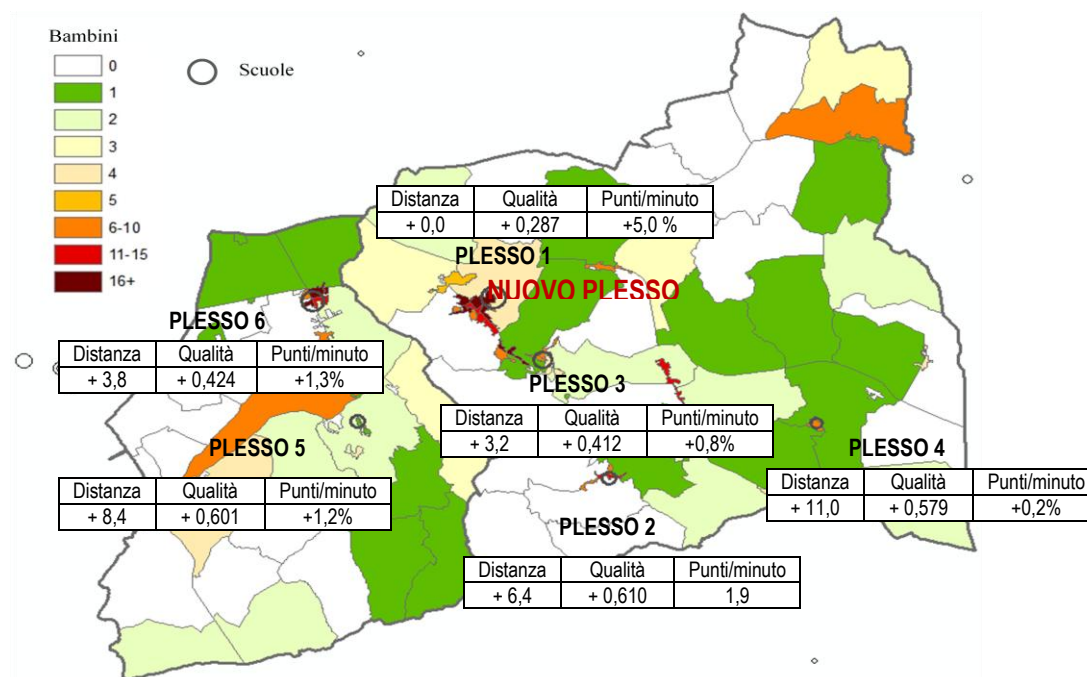 Bambini
0
1
2
3
4
5
6-10
11-15
16+
Scuole
Distanza Qualità Punti/minuto
+ 0,0 + 0,287 +5,0 %
PLESSO 1
NUOVO PLESSO
PLESSO 6
Distanza Qualità Punti/minuto
+ 3,8 + 0,424 +1,3%
PLESSO 3
Distanza Qualità Punti/minuto
+ 3,2 + 0,412 +0,8%
PLESSO 5
Distanza Qualità Punti/minuto
+ 8,4 + 0,601 +1,2%
PLESSO 4
Distanza Qualità Punti/minuto
+ 11,0 + 0,579 +0,2%
PLESSO 2
Distanza Qualità Punti/minuto
+ 6,4 + 0,610 1,9